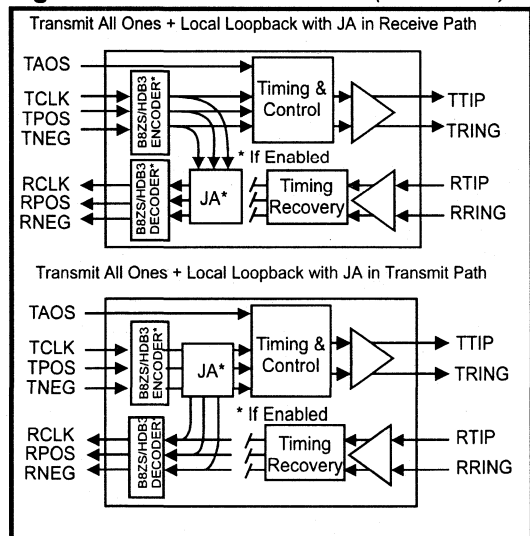 Transmit All Ones + Local Loopback with JA in Receive Path
TAOS
TCLK
TPOS
TNEG
B8ZS/HDB3
ENCODER*
Timing &
Control
TTIP
TRING
* If Enabled
RCLK
RPOS
RNEG
B8ZS/HDB3
DECODER*
JA*
Timing
Recovery
RTIP
RRING
Transmit All Ones + Local Loopback with JA in Transmit Path
TAOS
TCLK
TPOS
TNEG
B8ZS/HDB3
ENCODER*
JA*
Timing &
Control
TTIP
TRING
* If Enabled
RCLK
RPOS
RNEG
B8ZS/HDB3
DECODER*
Timing
Recovery
RTIP
RRING